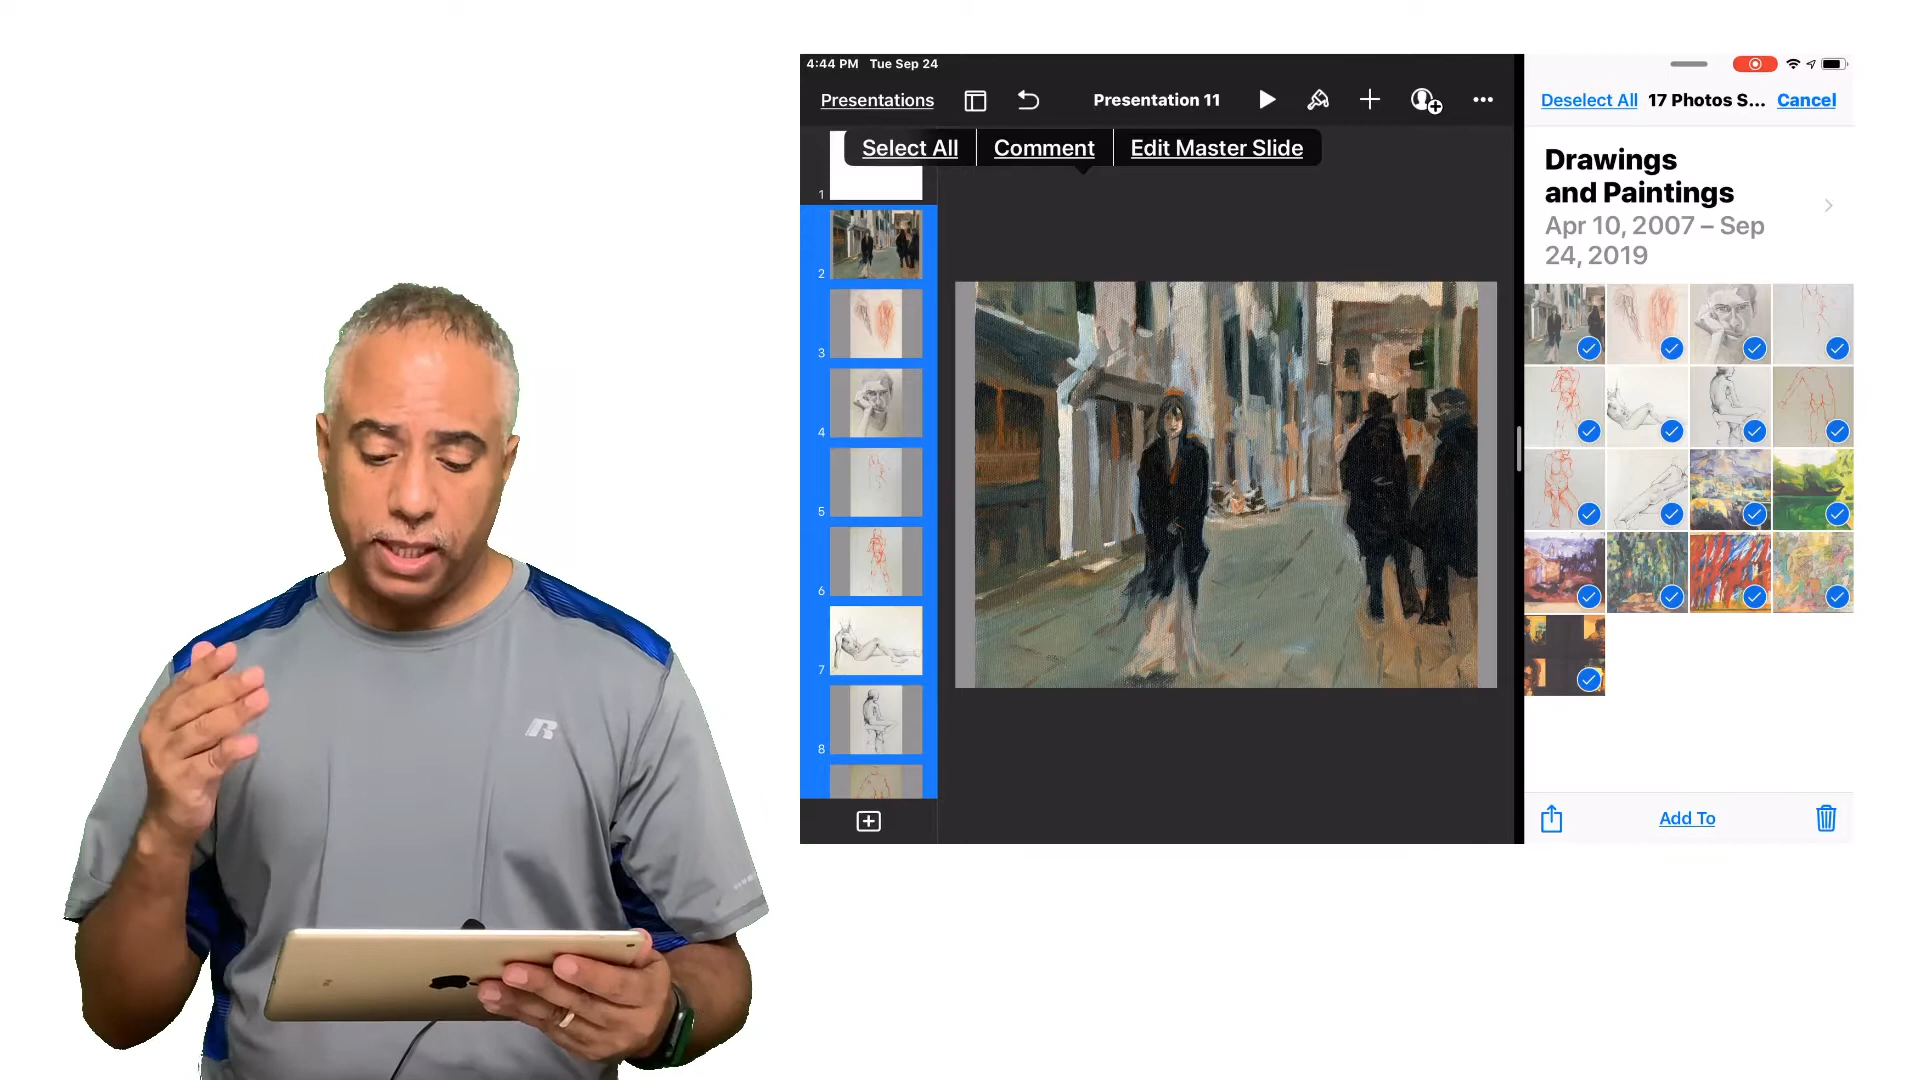 4:44 PM Tue Sep 24
Presentations
Presentation 11
Deselect All 17 Photos S... Cancel
Select All Comment Edit Master Slide
Drawings
and Paintings
Apr 10, 2007 – Sep
24, 2019
1
2
3
4
5
6
7
8
Add To
R